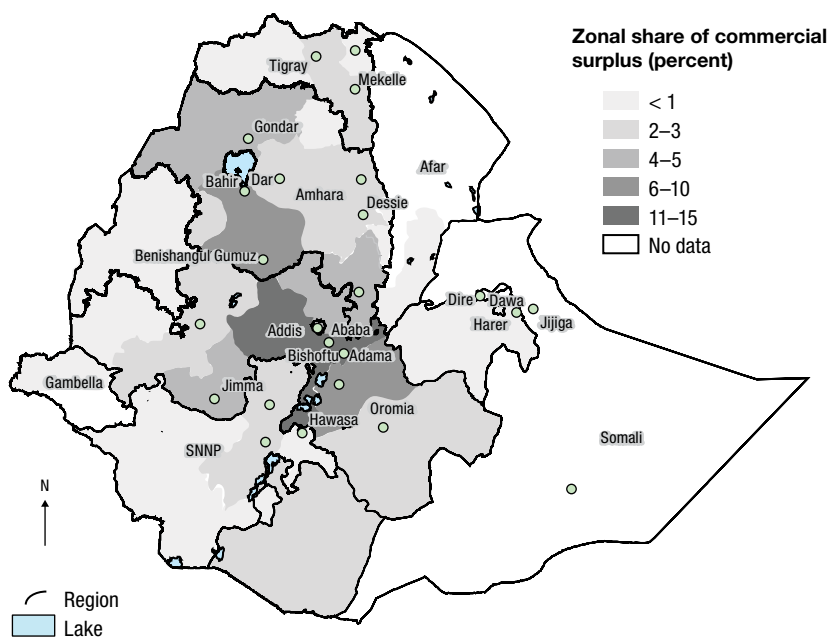 Zonal share of commercial
surplus (percent)
< 1
2–3
4–5
6–10
11–15
No data
Tigray
Mekelle
Gondar
Afar
Bahir Dar
Amhara
Dessie
Benishangul Gumuz
Dire Dawa
Harer
Jijiga
Addis Ababa
Bishoftu
Adama
Gambella
Jimma
Oromia
Hawasa
SNNP
Somali
N
Region
Lake